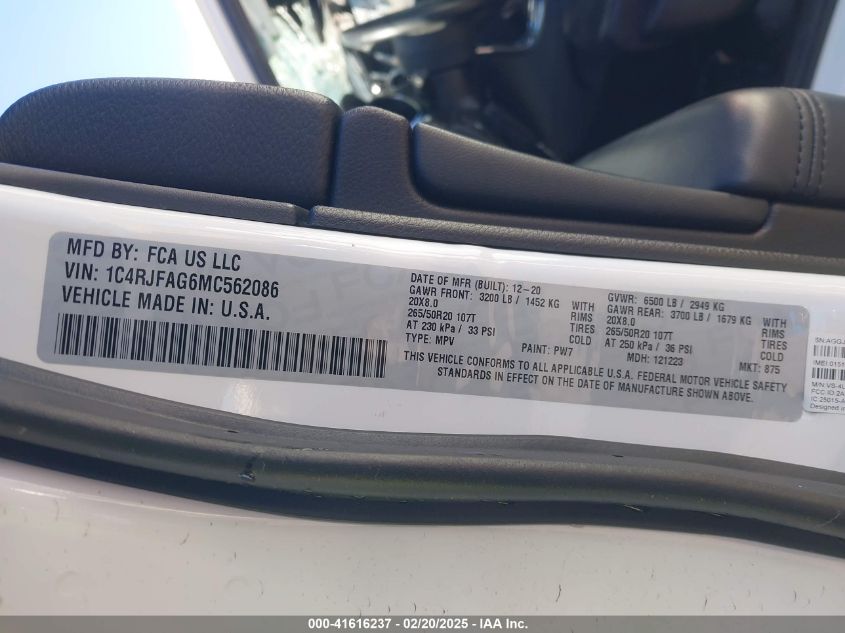 MFD BY: FCA US LLC
VIN: 1C4RJFAG6MC562086
VEHICLE MADE IN U.S.A.
DATE OF MFR (BUILT): 12-20
GAWR FRONT: 3200 LB / 1452 KG WITH
20X8.0 RIMS
265/50R20 107T TIRES
AT 230 kPa / 33 PSI COLD
TYPE: MPV PAINT: PW7
GVWR: 6500 LB / 2949 KG
GAWR REAR: 3700 LB / 1679 KG WITH
20X8.0 RIMS
265/50R20 107T TIRES
AT 250 kPa / 36 PSI COLD
MDH: 121223 MKT: 875
THIS VEHICLE CONFORMS TO ALL APPLICABLE U.S.A. FEDERAL MOTOR VEHICLE SAFETY
STANDARDS IN EFFECT ON THE DATE OF MANUFACTURE SHOWN ABOVE.
Designed in
000-41616237 - 02/20/2025 - IAA Inc.